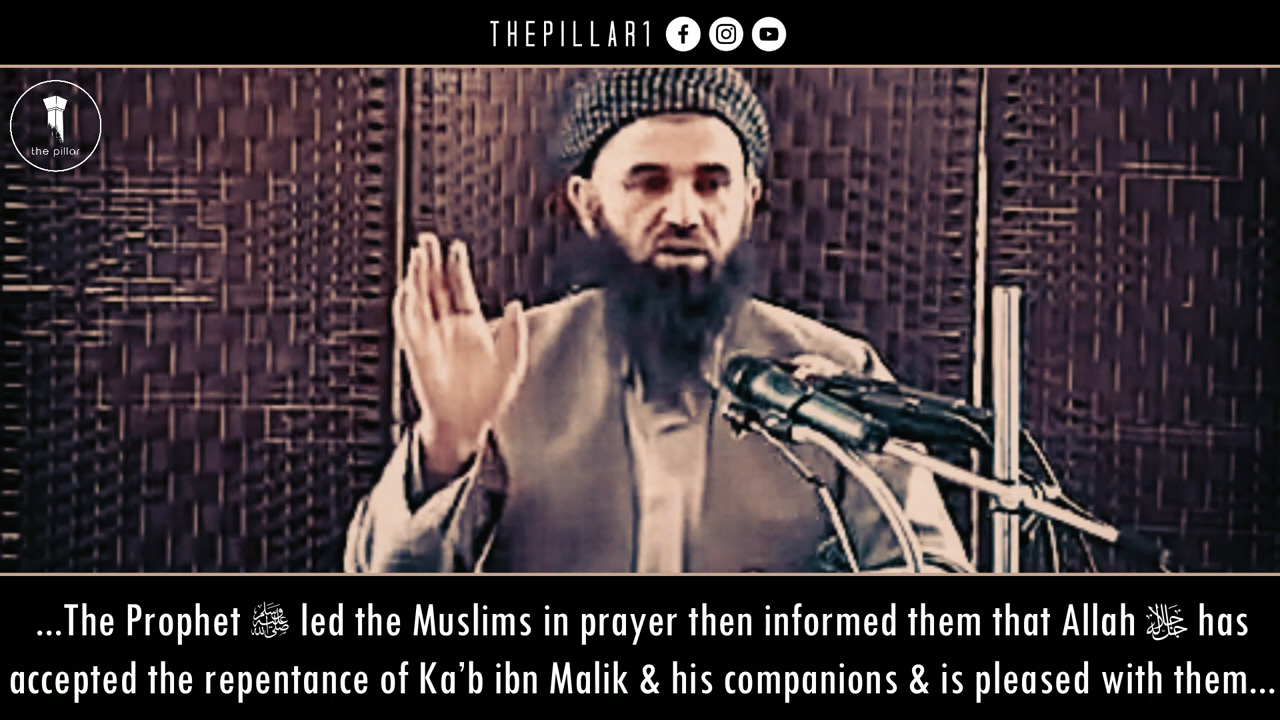 THEPILLAR1
the pillar
...The Prophet ﷺ led the Muslims in prayer then informed them that Allah ﷻ has
accepted the repentance of Ka’b ibn Malik & his companions & is pleased with them...